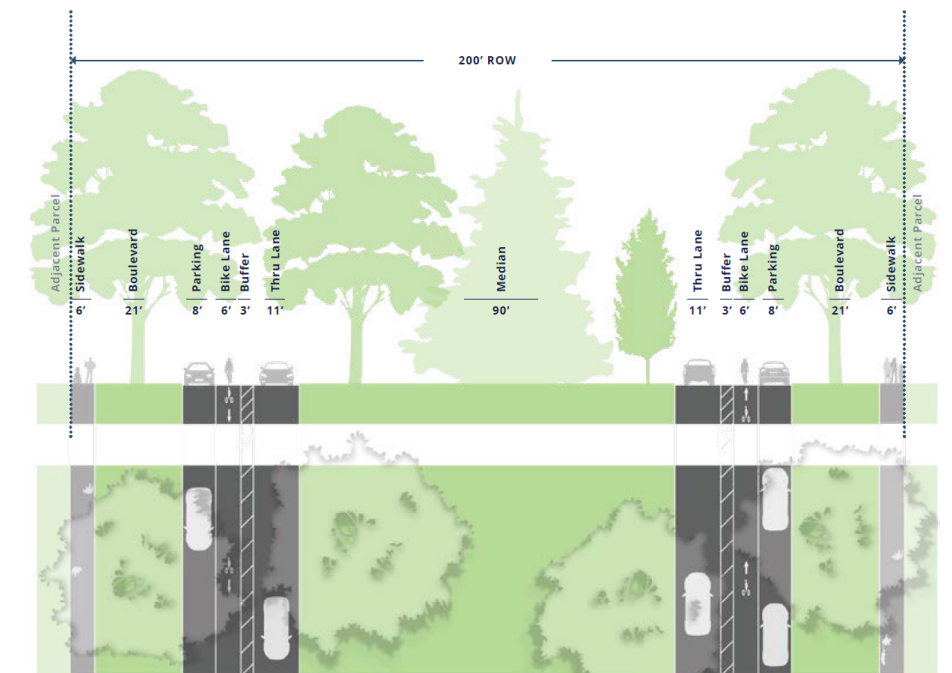 200' ROW
Adjacent Parcel
Sidewalk
6'
Boulevard
21'
Parking
8'
Bike Lane
6'
Buffer
3'
Thru Lane
11'
Median
90'
Thru Lane
11'
Buffer
3'
Bike Lane
6'
Parking
8'
Boulevard
21'
Sidewalk
6'
Adjacent Parcel